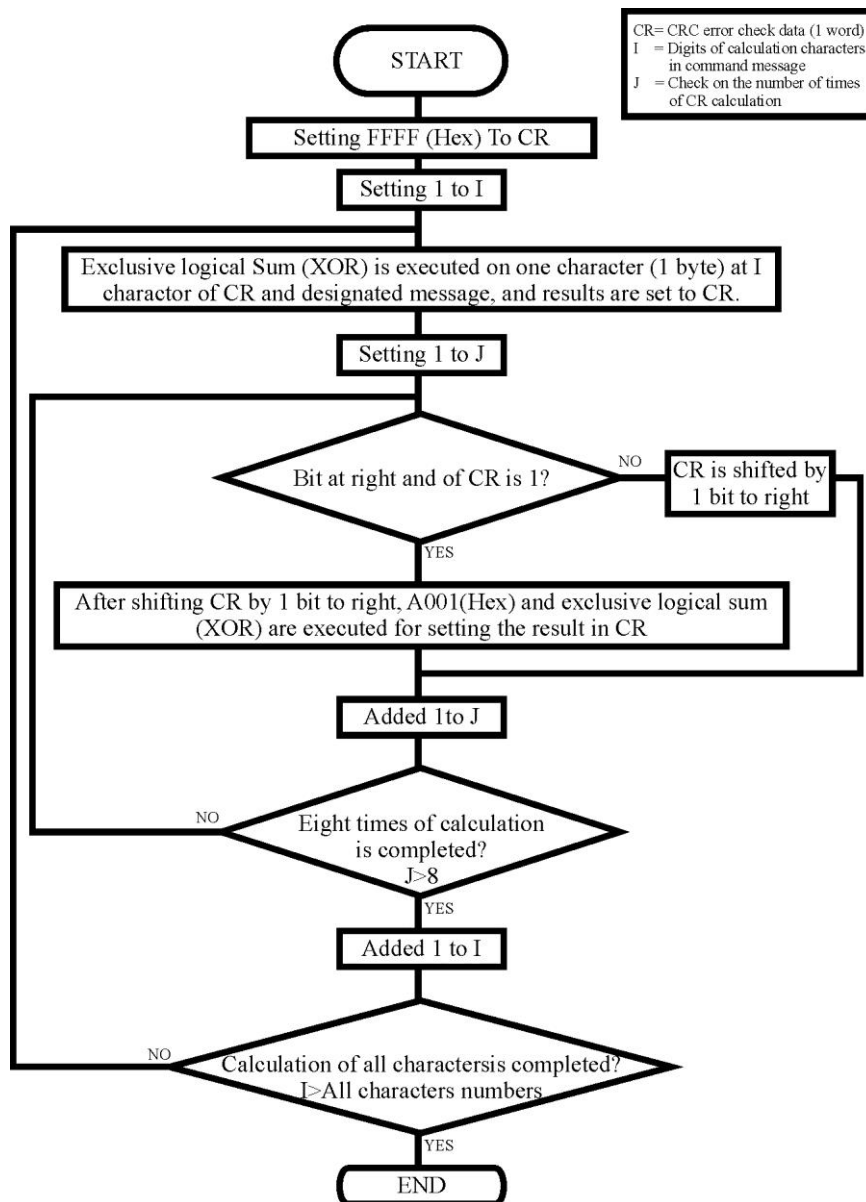 START
CR= CRC error check data (1 word)
I = Digits of calculation characters
in command message
J = Check on the number of times
of CR calculation
Setting FFFF (Hex) To CR
Setting 1 to I
Exclusive logical Sum (XOR) is executed on one character (1 byte) at I
charactor of CR and designated message, and results are set to CR.
Setting 1 to J
Bit at right and of CR is 1?
NO
CR is shifted by
1 bit to right
YES
After shifting CR by 1 bit to right, A001(Hex) and exclusive logical sum
(XOR) are executed for setting the result in CR
Added 1to J
NO
Eight times of calculation
is completed?
J>8
YES
Added 1 to I
NO
Calculation of all charactersis completed?
I>All characters numbers
YES
END